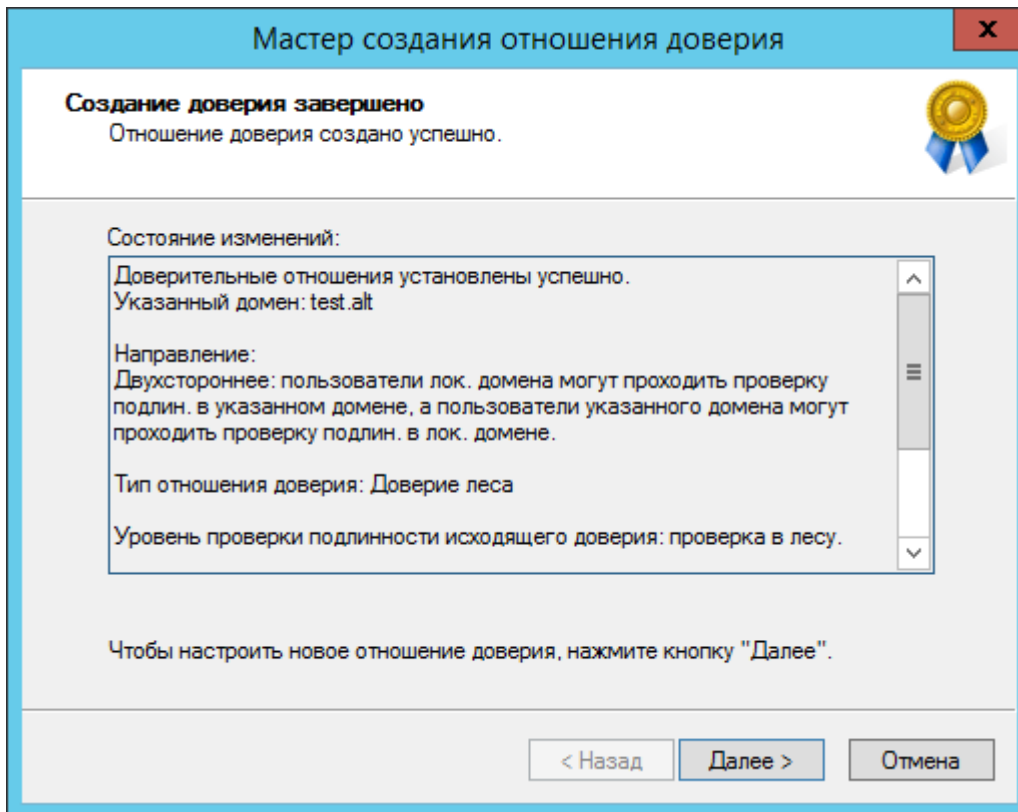 Мастер создания отношения доверия
x
Создание доверия завершено
Отношение доверия создано успешно.
Состояние изменений:
Доверительные отношения установлены успешно.
Указанный домен: test.alt
Направление:
Двухстороннее: пользователи лок. домена могут проходить проверку
подлин. в указанном домене, а пользователи указанного домена могут
проходить проверку подлин. в лок. домене.
Тип отношения доверия: Доверие леса
Уровень проверки подлинности исходящего доверия: проверка в лесу.
Чтобы настроить новое отношение доверия, нажмите кнопку "Далее".
< Назад Далее > Отмена